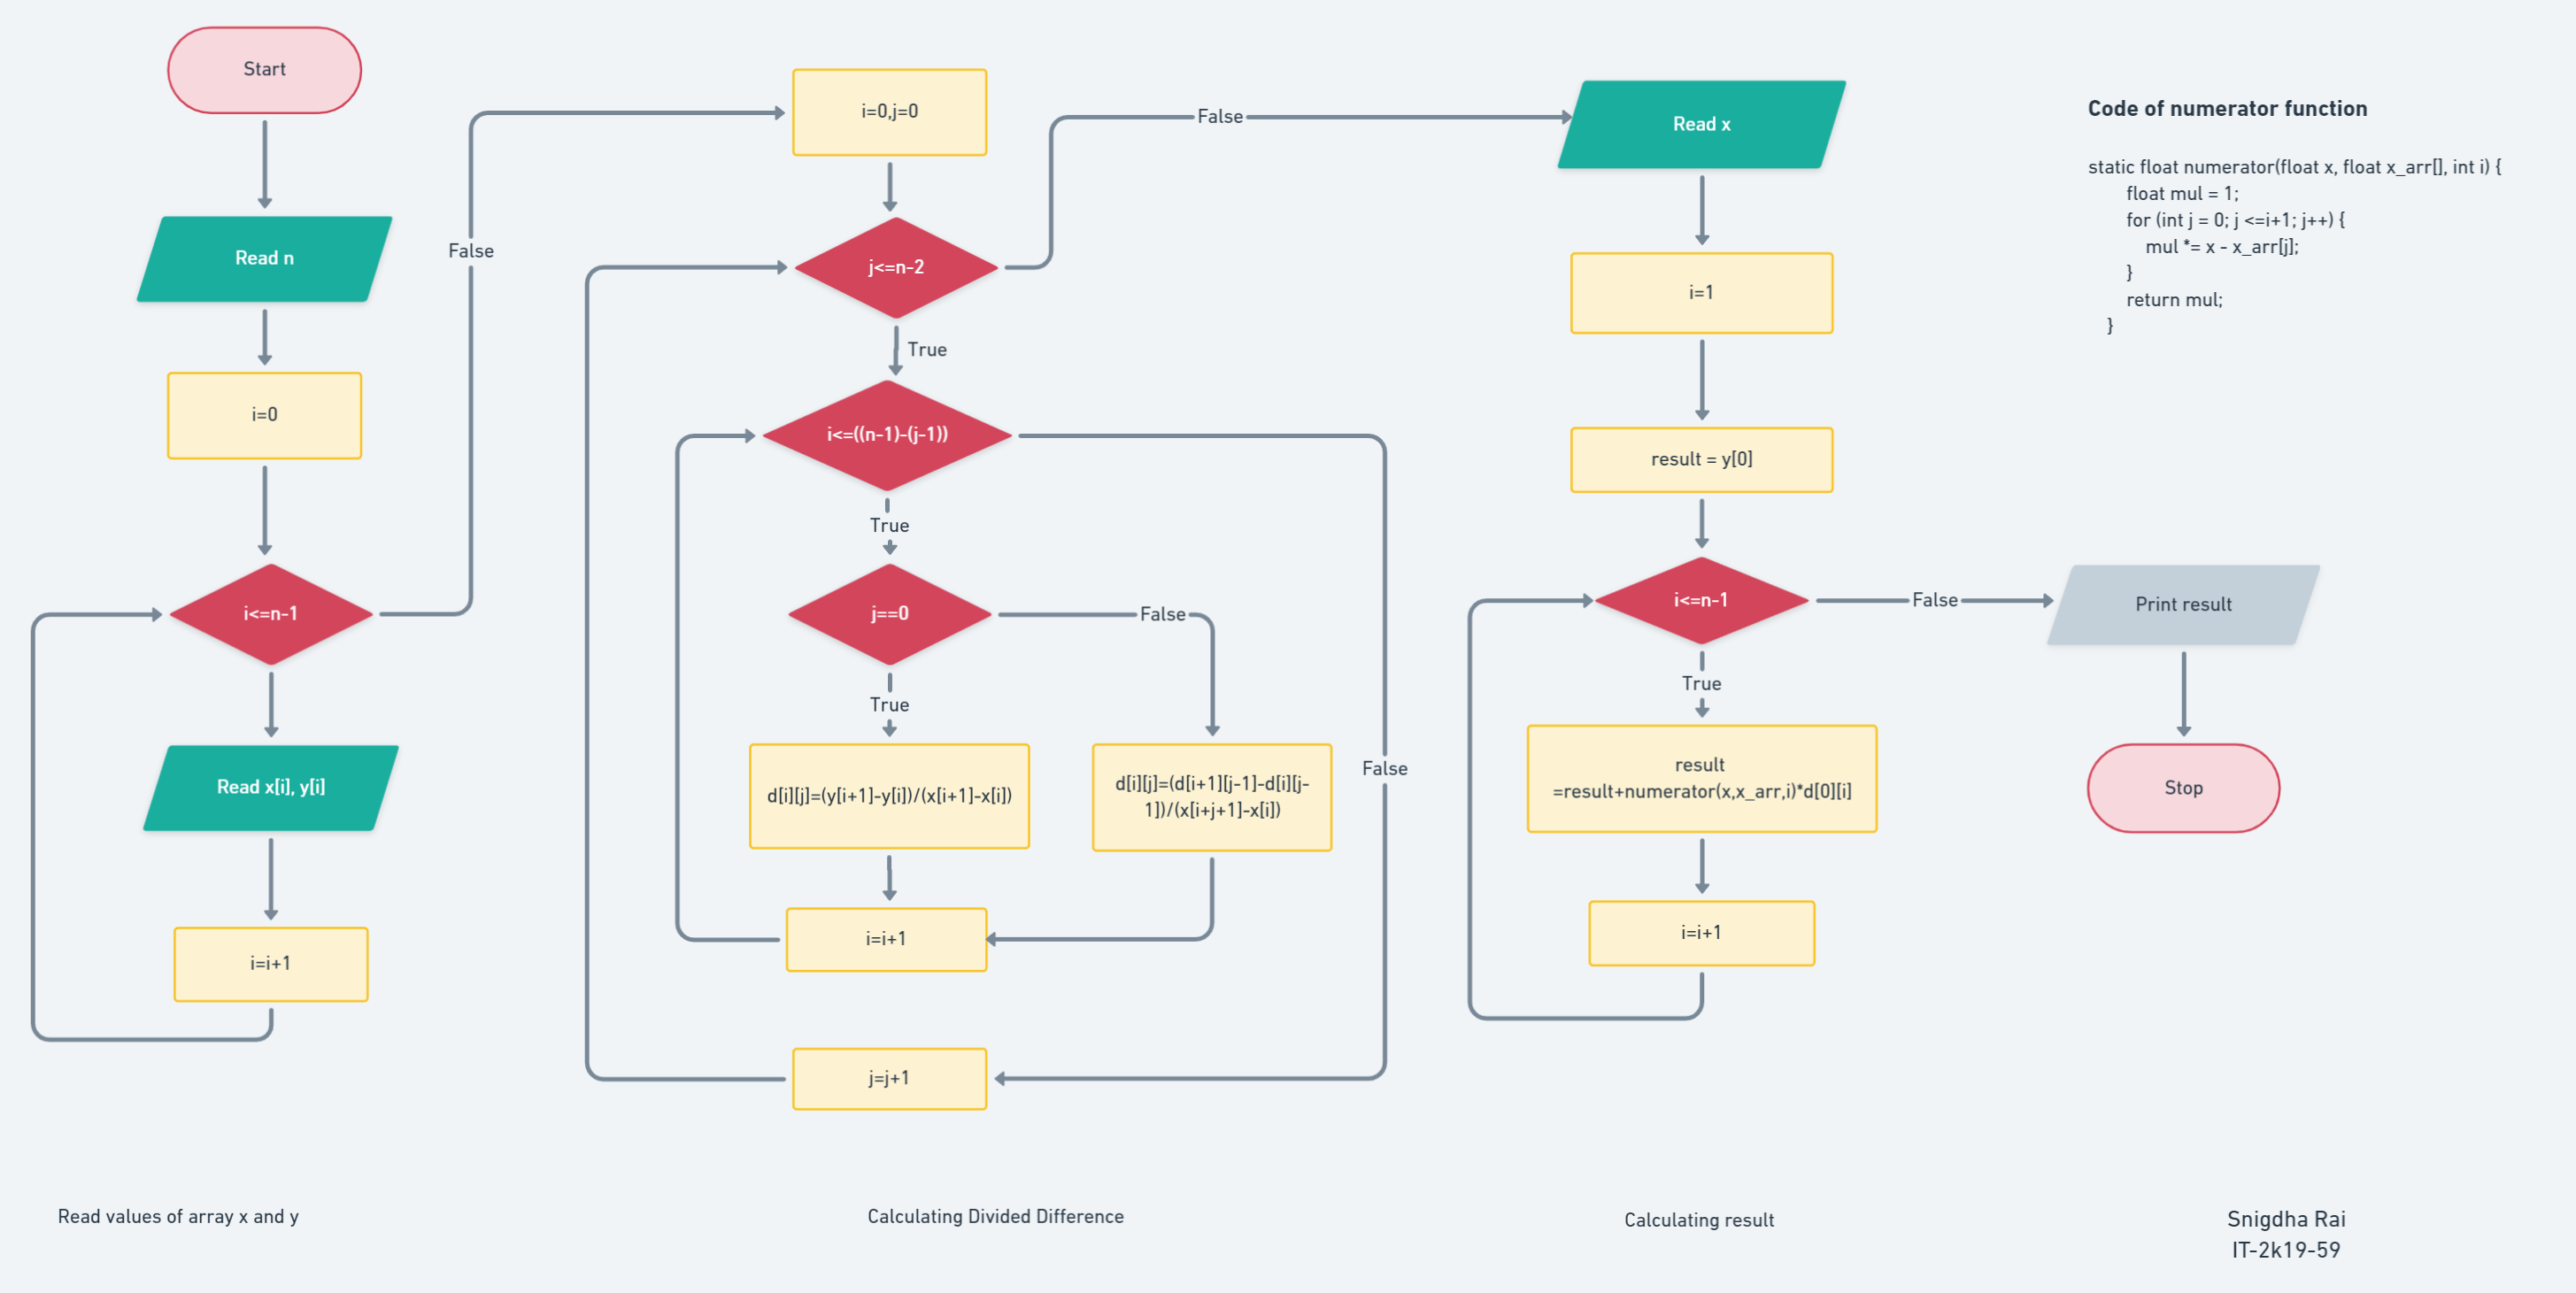 Start
Read n
i=0
i<=n-1
Read x[i], y[i]
i=i+1
False
Read values of array x and y
i=0,j=0
j<=n-2
True
i<=((n-1)-(j-1))
True
j==0
False
True
d[i][j]=(y[i+1]-y[i])/(x[i+1]-x[i])
d[i][j]=(d[i+1][j-1]-d[i][j-
1])/(x[i+j+1]-x[i])
False
i=i+1
j=j+1
Calculating Divided Difference
False
Read x
i=1
result = y[0]
i<=n-1
False
True
result
=result+numerator(x,x_arr,i)*d[0][i]
i=i+1
Calculating result
Print result
Stop
Code of numerator function
static float numerator(float x, float x_arr[], int i) {
float mul = 1;
for (int j = 0; j <=i+1; j++) {
mul *= x - x_arr[j];
}
return mul;
}
Snigdha Rai
IT-2k19-59